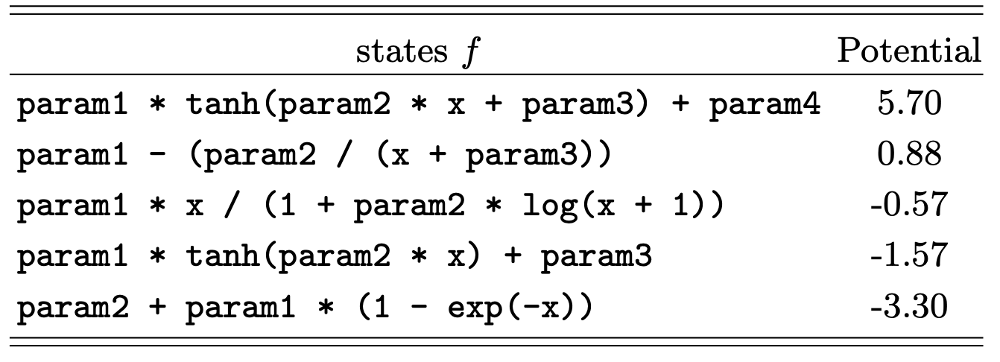 states f Potential
param1 * tanh(param2 * x + param3) + param4 5.70
param1 - (param2 / (x + param3)) 0.88
param1 * x / (1 + param2 * log(x + 1)) -0.57
param1 * tanh(param2 * x) + param3 -1.57
param2 + param1 * (1 - exp(-x)) -3.30